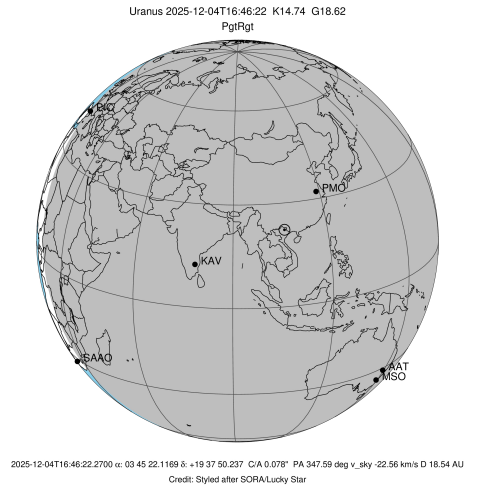 Uranus 2025-12-04T16:46:22 K14.74 G18.62
PgtRgt
PIC
PMO
KAV
SAAO
AAT
MSO
2025-12-04T16:46:22.2700 α: 03 45 22.1169 δ: +19 37 50.237 C/A 0.078" PA 347.59 deg v_sky -22.56 km/s D 18.54 AU
Credit: Styled after SORA/Lucky Star